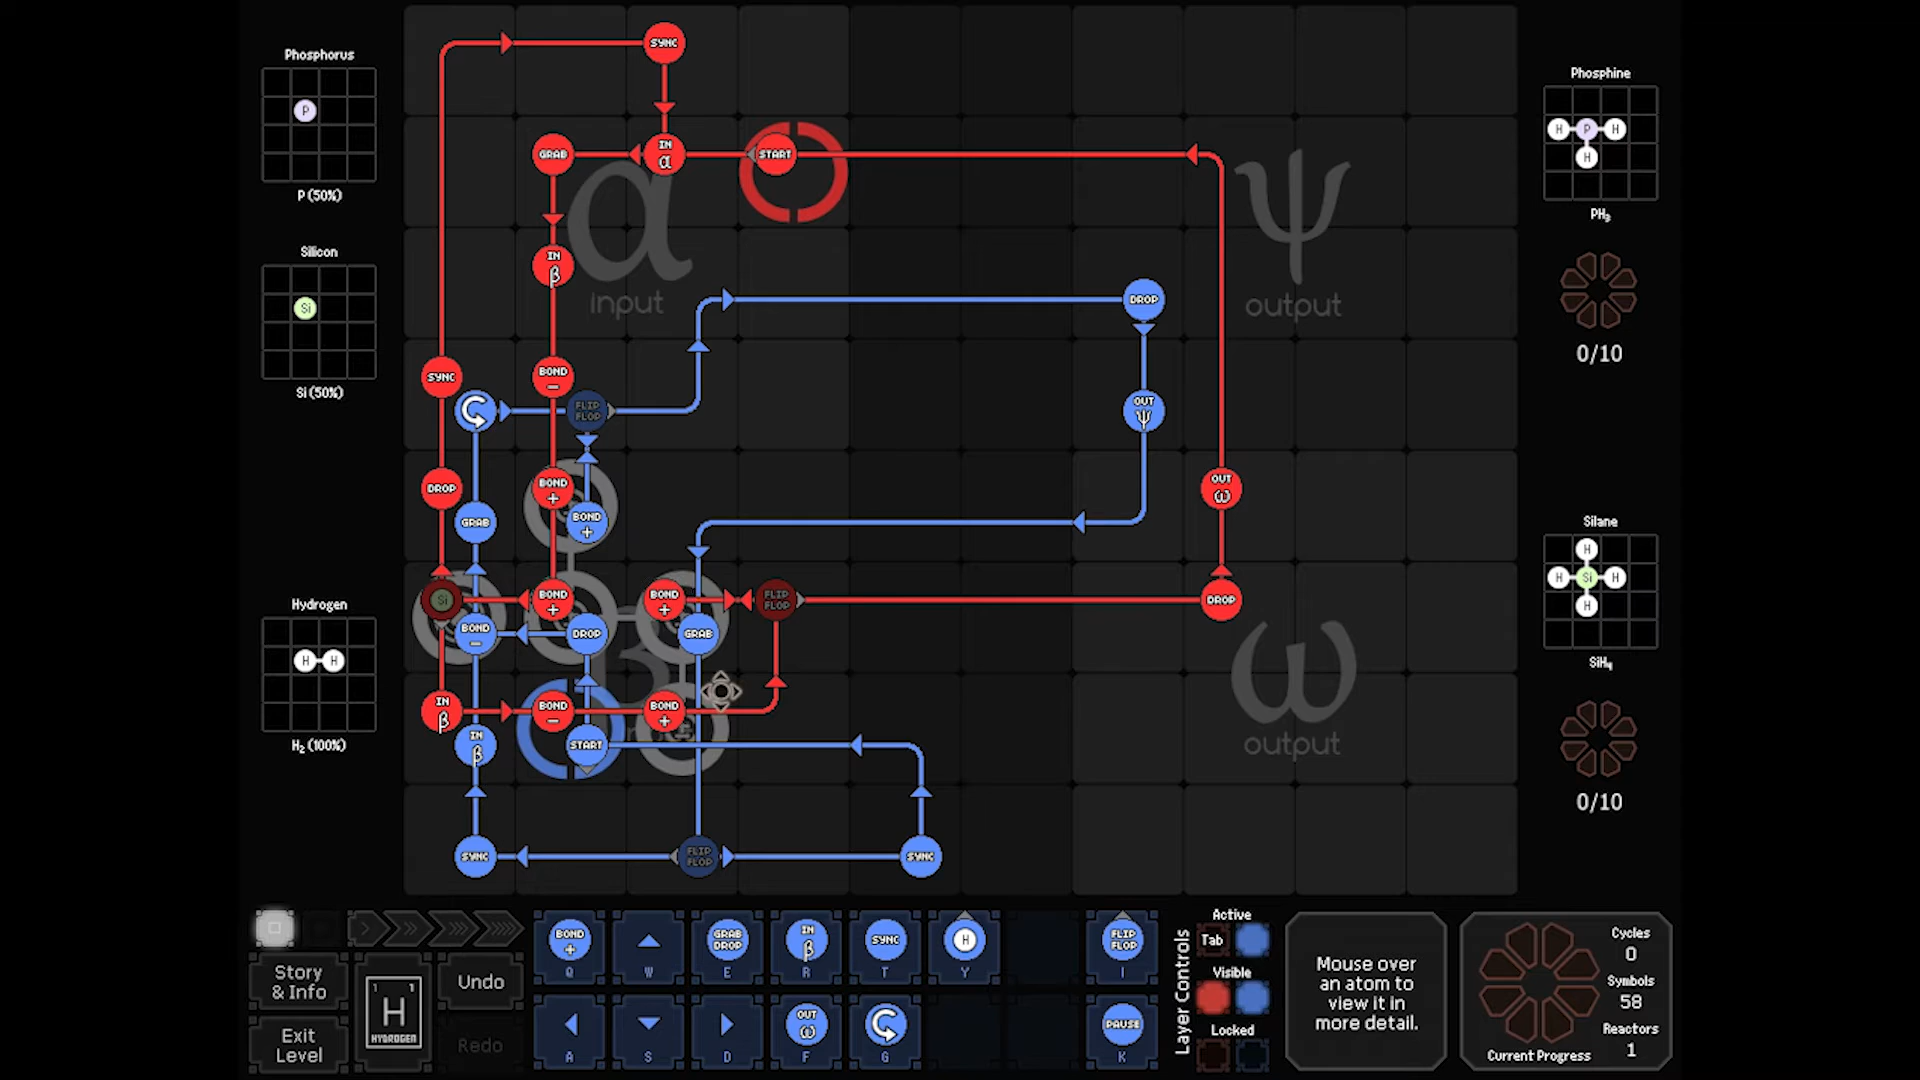 Phosphorus
P
P (50%)
Silicon
Si
Si (50%)
Hydrogen
H H
H₂ (100%)
SYNC
GRAB
IN α
START
IN β
α
input
ψ
output
DROP
SYNC
BOND −
FLIP FLOP
OUT ψ
DROP
BOND +
OUT ω
GRAB
BOND +
Si
BOND +
BOND +
FLIP FLOP
DROP
BOND −
DROP
GRAB
ω
output
IN β
BOND −
BOND +
IN β
START
SYNC
FLIP FLOP
SYNC
Phosphine
H P H
H
PH₃
0/10
Silane
H
H Si H
H
SiH₄
0/10
Story & Info
Exit Level
1 1
H
HYDROGEN
Undo
Redo
BOND + Q
W
GRAB DROP E
IN β R
SYNC T
H Y
FLIP FLOP I
A
S
D
OUT ω F
G
PAUSE K
Layer Controls
Active
Tab
Visible
Locked
Mouse over
an atom to
view it in
more detail.
Cycles
0
Symbols
58
Reactors
1
Current Progress